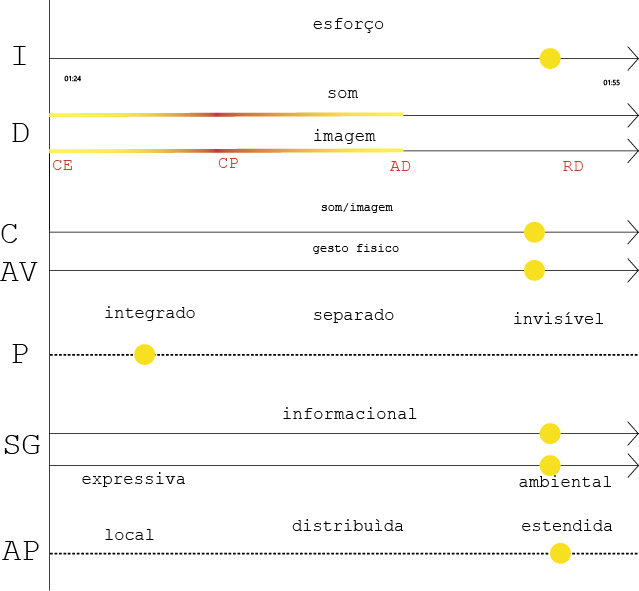 esforço
I
01:24
01:55
som
D
imagem
CE
CP
AD
RD
som/imagem
C
gesto fisico
AV
integrado
separado
invisível
P
informacional
SG
expressiva
ambiental
local
distribuìda
estendida
AP